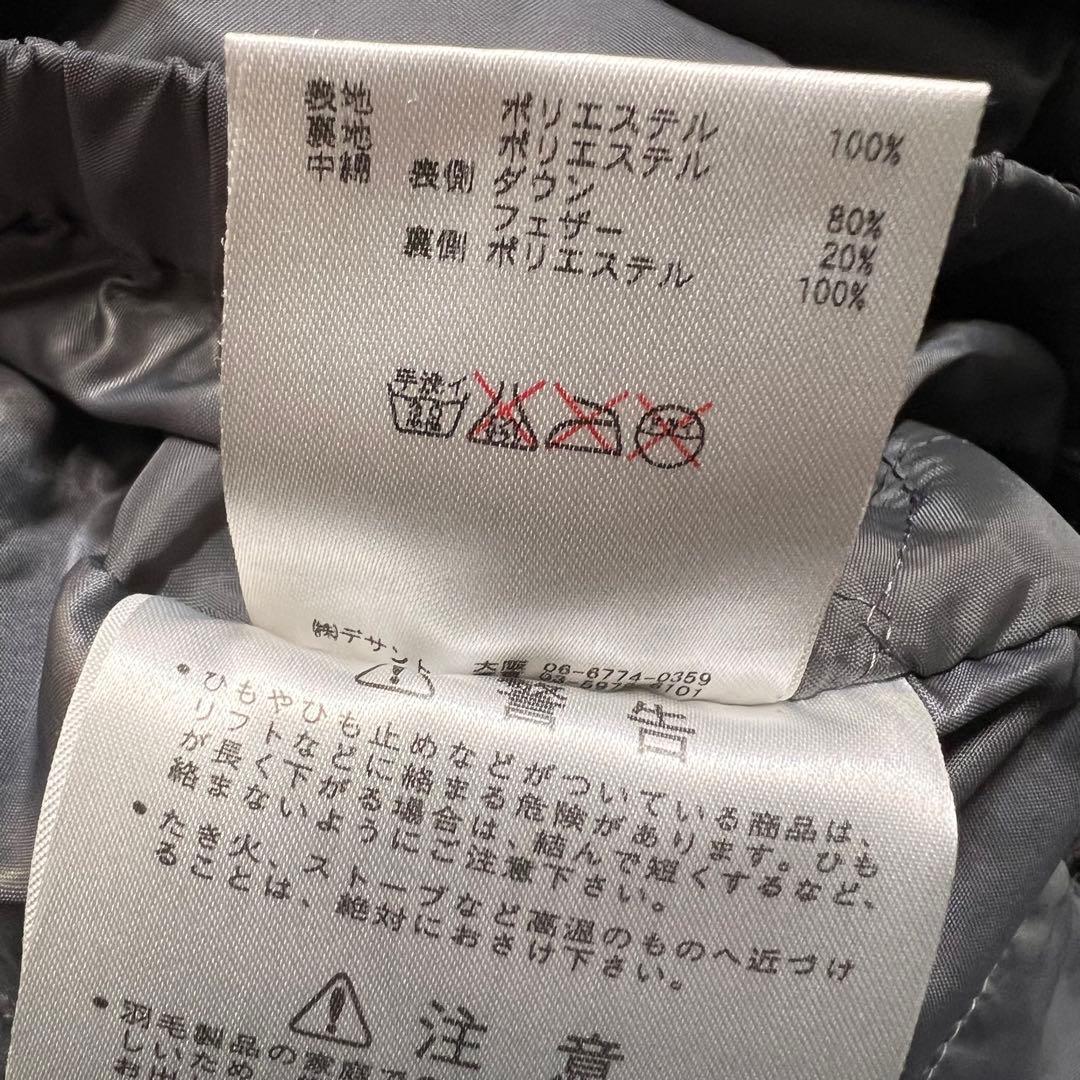 表地 ポリエステル 100%
裏地 ポリエステル
中綿 表側 ダウン 80%
フェザー 20%
裏側 ポリエステル 100%
手洗イ
30
(株)デサント 大阪 06-6774-0359
警告
・ひもやひも止めなどがついている商品は、
リフトなどに絡まる危険があります。ひも
が長く下がる場合は、結んで短くするなど、
絡まないようにご注意下さい。
・たき火、ストーブなど高温のものへ近づけ
ることは、絶対におさけ下さい。
注意
・羽毛製品の家庭で